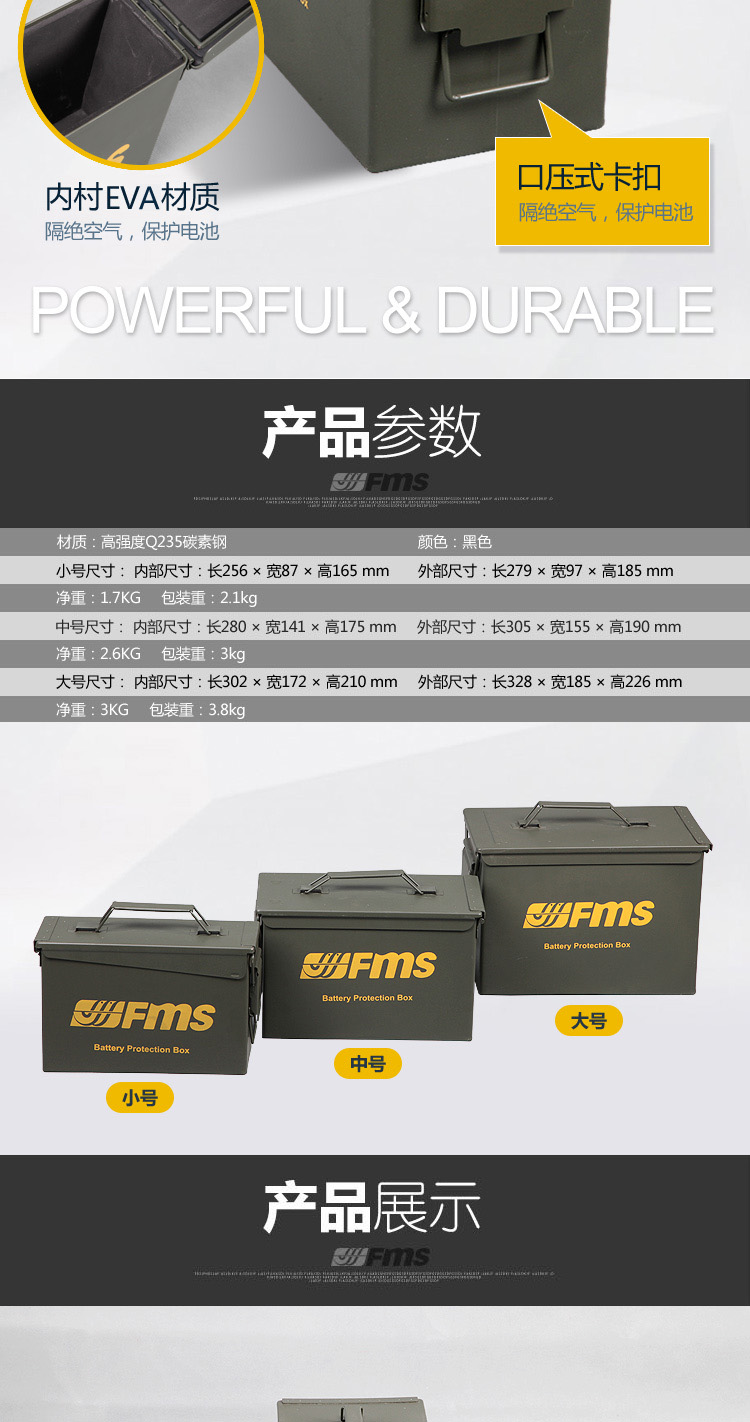 内村EVA材质
隔绝空气，保护电池
口压式卡扣
隔绝空气，保护电池
POWERFUL & DURABLE
产品参数
FMS
材质：高强度Q235碳素钢 颜色：黑色
小号尺寸： 内部尺寸：长256 × 宽87 × 高165 mm 外部尺寸：长279 × 宽97 × 高185 mm
净重：1.7KG 包装重：2.1kg
中号尺寸： 内部尺寸：长280 × 宽141 × 高175 mm 外部尺寸：长305 × 宽155 × 高190 mm
净重：2.6KG 包装重：3kg
大号尺寸： 内部尺寸：长302 × 宽172 × 高210 mm 外部尺寸：长328 × 宽185 × 高226 mm
净重：3KG 包装重：3.8kg
FMS
Battery Protection Box
大号
FMS
Battery Protection Box
中号
FMS
Battery Protection Box
小号
产品展示
FMS